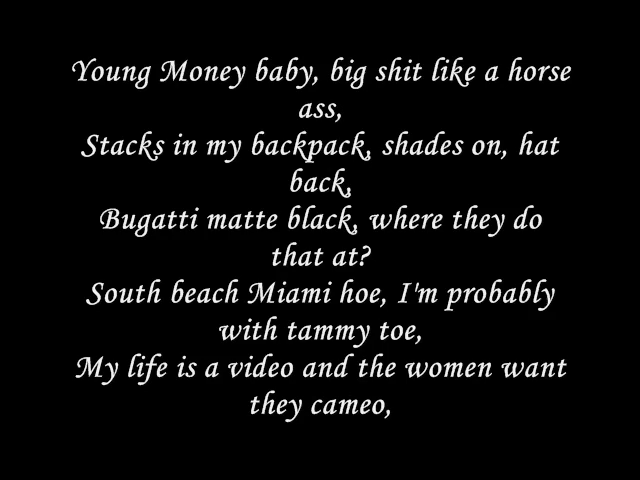 Young Money baby, big shit like a horse
ass,
Stacks in my backpack, shades on, hat
back,
Bugatti matte black, where they do
that at?
South beach Miami hoe, I'm probably
with tammy toe,
My life is a video and the women want
they cameo,